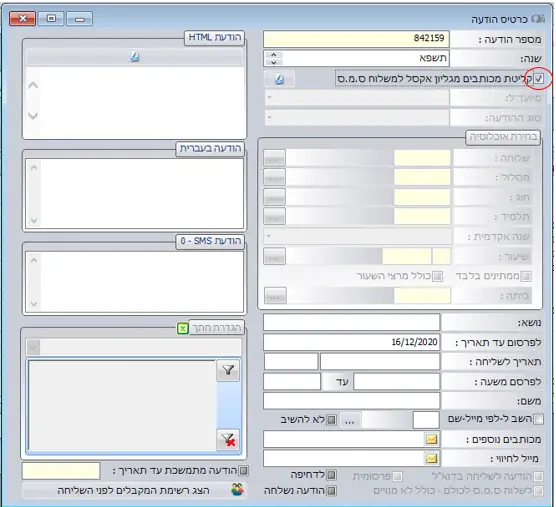 כרטיס הודעה
מספר הודעה :
842159
שנה:
תשפא
קליטת מכותבים מגליון אקסל למשלוח ס.מ.ס
מיועד ל:
סוג ההודעה:
בחירת אוכלוסיה
שלוחה :
מסלול :
חוג :
תלמיד :
שנה אקדמית :
שיעור :
ממתינים בלבד
כולל מרצי השעור
כיתה :
נושא:
לפרסום עד תאריך :
16/12/2020
תאריך לשליחה :
לפרסם משעה :
עד
משם:
השב ל-לפי מייל-שם
...
לא להשיב
מכותבים נוספים :
מייל לחיווי :
הודעה לשליחה בדוא"ל
פרסומית
לדחיפה
לשלוח ס.מ.ס לכולם - כולל לא מנויים
הודעה נשלחה
הודעת HTML
הודעה בעברית
הודעת SMS - 0
הגדרת חתך
הודעה מתמשכת עד תאריך :
הצג רשימת המקבלים לפני השליחה